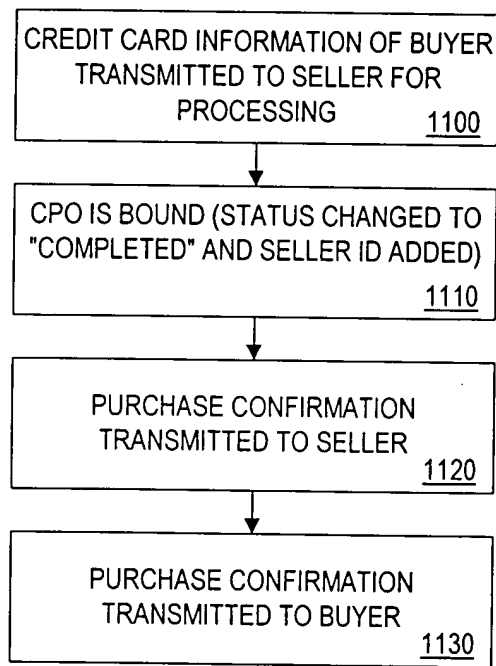 CREDIT CARD INFORMATION OF BUYER
TRANSMITTED TO SELLER FOR
PROCESSING
1100
CPO IS BOUND (STATUS CHANGED TO
"COMPLETED" AND SELLER ID ADDED)
1110
PURCHASE CONFIRMATION
TRANSMITTED TO SELLER
1120
PURCHASE CONFIRMATION
TRANSMITTED TO BUYER
1130